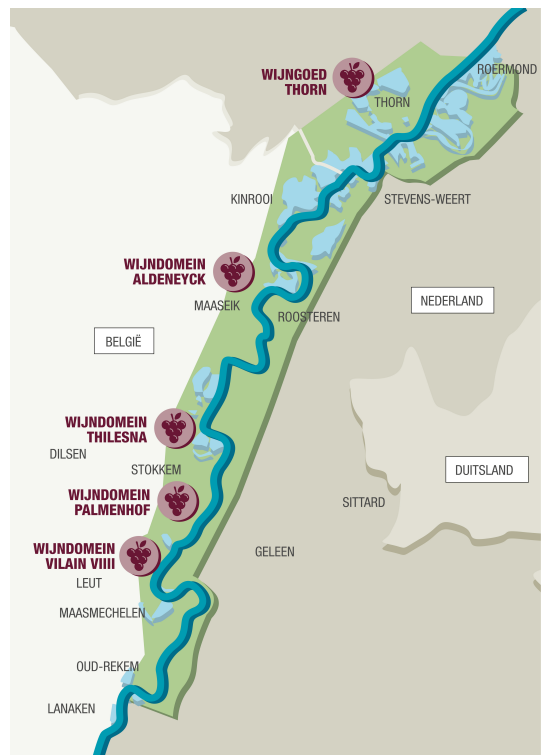 ROERMOND
WIJNGOED
THORN
THORN
KINROOI
STEVENS-WEERT
WIJNDOMEIN
ALDENEYCK
MAASEIK
NEDERLAND
ROOSTEREN
BELGIË
WIJNDOMEIN
THILESNA
DILSEN
STOKKEM
DUITSLAND
WIJNDOMEIN
PALMENHOF
SITTARD
WIJNDOMEIN
VILAIN VIIII
GELEEN
LEUT
MAASMECHELEN
OUD-REKEM
LANAKEN